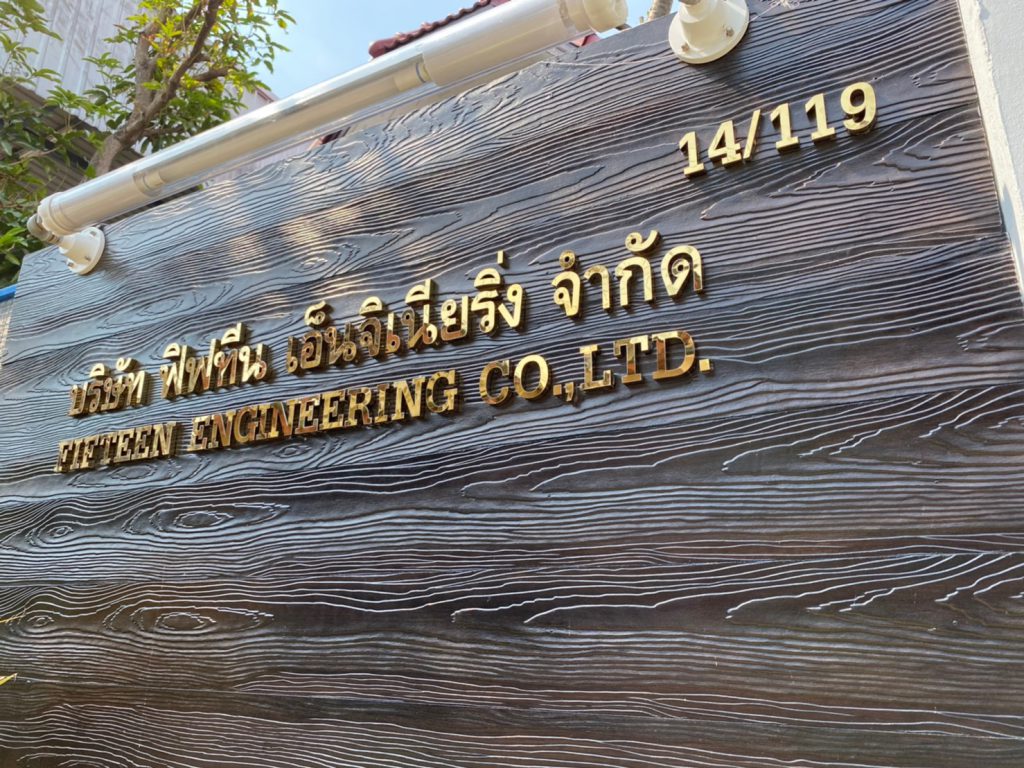 14/119
บริษัท ฟิฟทีน เอ็นจิเนียริ่ง จำกัด
FIFTEEN ENGINEERING CO.,LTD.